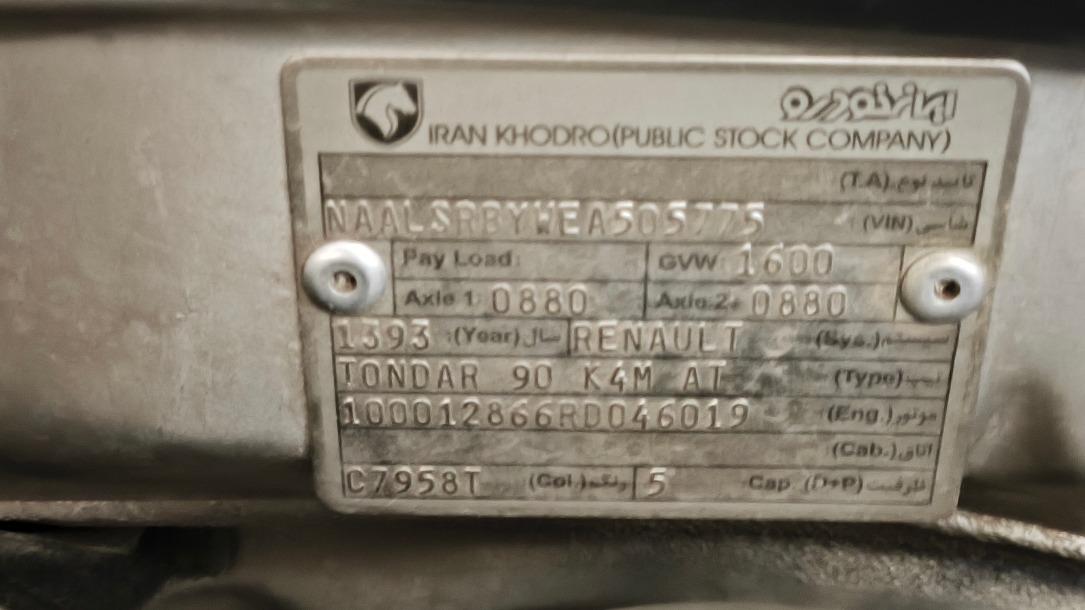 ایران خودرو
IRAN KHODRO (PUBLIC STOCK COMPANY)
تایید نوع (T.A)
NAALSRBYWEA505775 شاسی (VIN)
Pay Load: GVW: 1600
Axle 1: 0880 Axle 2: 0880
1393 سال (Year): RENAULT سیستم (Sys.)
TONDAR 90 K4M AT تیپ (Type)
100012866RD046019 موتور (Eng.)
اتاق (Cab.)
C7958T رنگ (Col.) 5 ظرفیت Cap. (D+P)